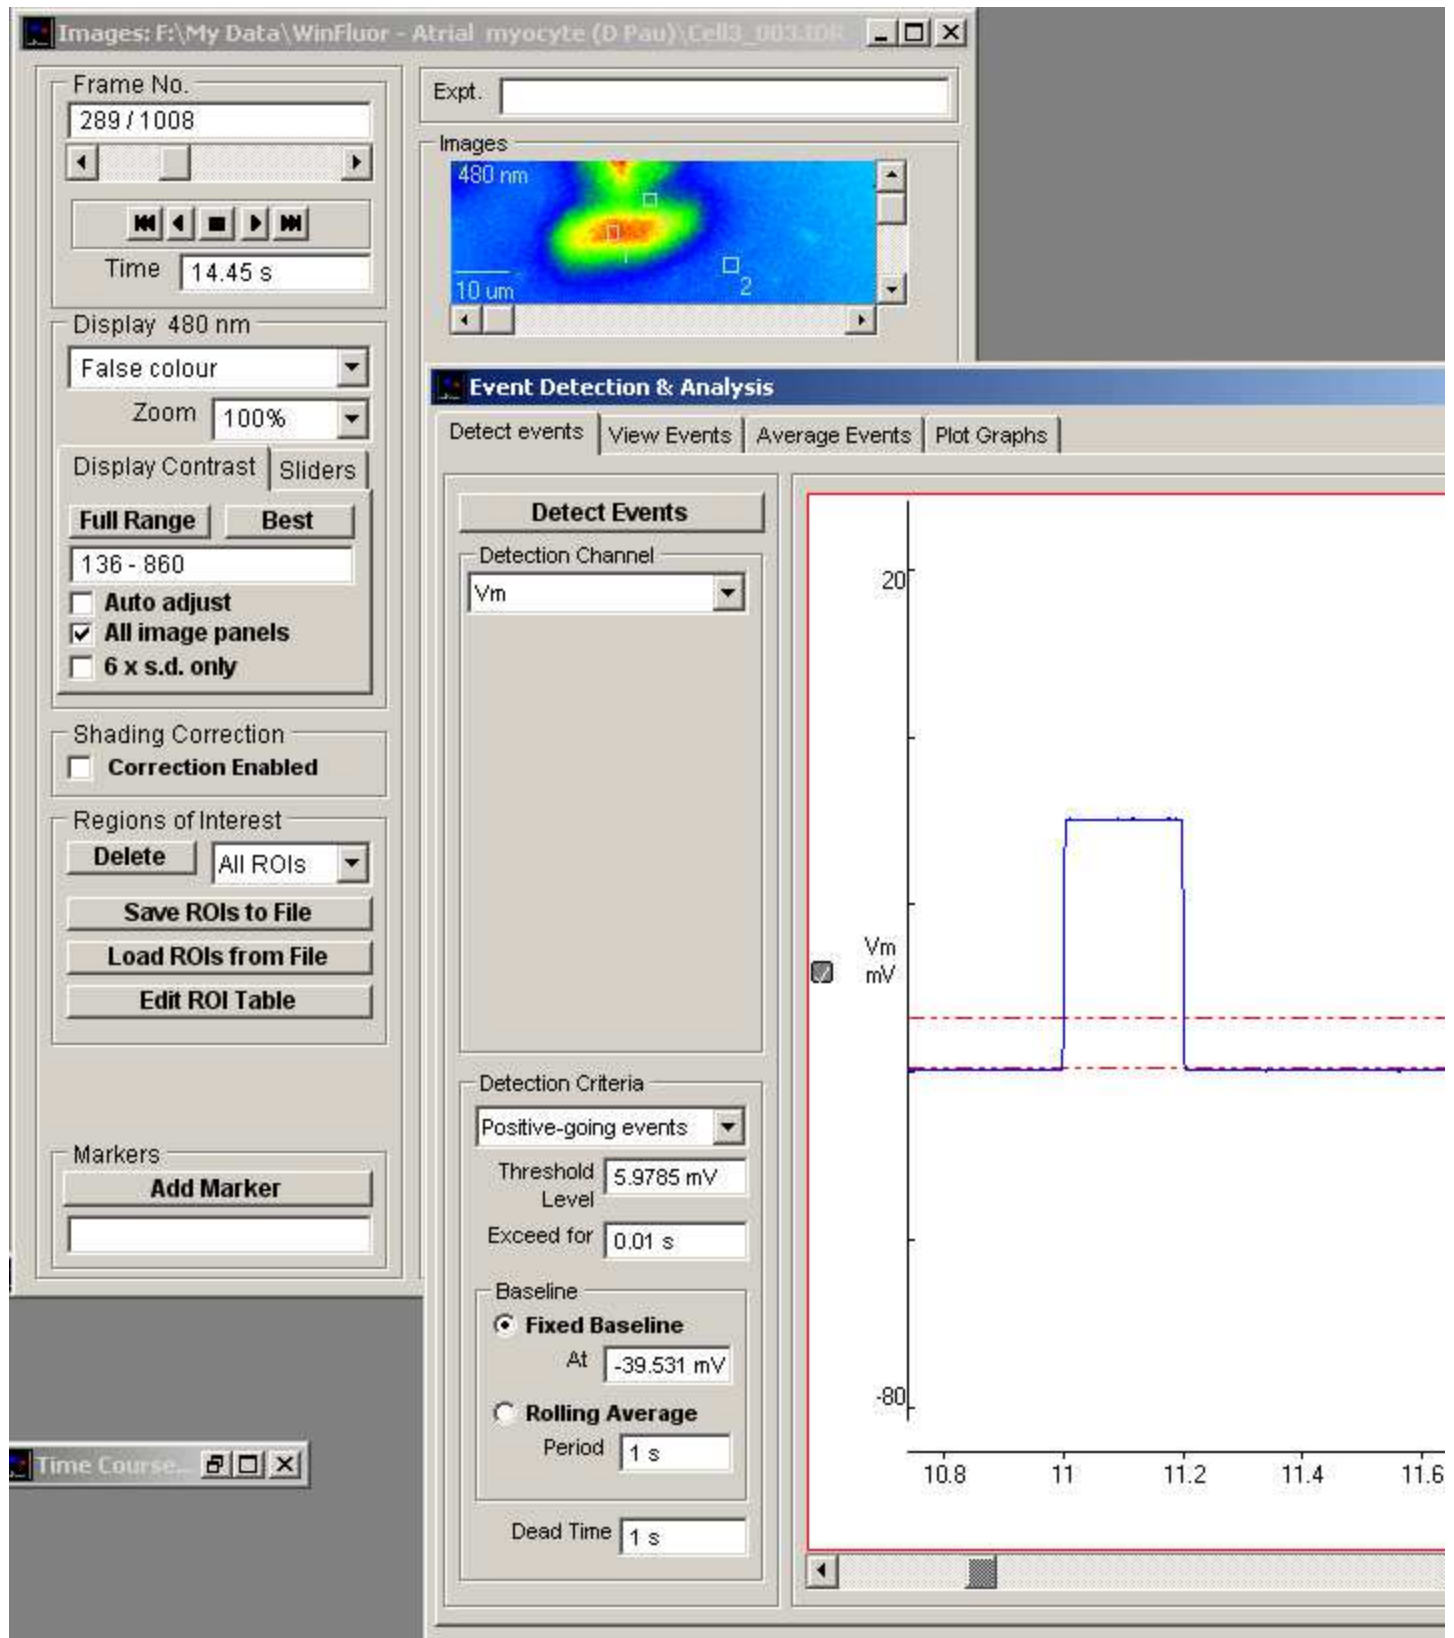 Images: F:\My Data\WinFluor - Atrial myocyte (D Pau)\Cell3_003.IDR
Frame No.
289 / 1008
Time 14.45 s
Display 480 nm
False colour
Zoom 100%
Display Contrast Sliders
Full Range Best
136 - 860
Auto adjust
All image panels
6 x s.d. only
Shading Correction
Correction Enabled
Regions of Interest
Delete All ROIs
Save ROIs to File
Load ROIs from File
Edit ROI Table
Markers
Add Marker
Expt.
Images
480 nm
1
2
10 um
Event Detection & Analysis
Detect events View Events Average Events Plot Graphs
Detect Events
Detection Channel
Vm
Detection Criteria
Positive-going events
Threshold Level 5.9785 mV
Exceed for 0.01 s
Baseline
Fixed Baseline
At -39.531 mV
Rolling Average
Period 1 s
Dead Time 1 s
20
Vm
mV
-80
10.8 11 11.2 11.4 11.6
Time Course...